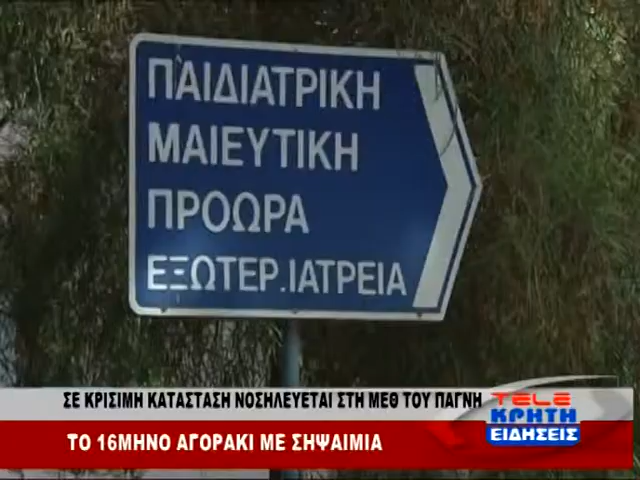 ΠΑΙΔΙΑΤΡΙΚΗ
ΜΑΙΕΥΤΙΚΗ
ΠΡΟΩΡΑ
ΕΞΩΤΕΡ.ΙΑΤΡΕΙΑ
ΣΕ ΚΡΙΣΙΜΗ ΚΑΤΑΣΤΑΣΗ ΝΟΣΗΛΕΥΕΤΑΙ ΣΤΗ ΜΕΘ ΤΟΥ ΠΑΓΝΗ
ΤΟ 16ΜΗΝΟ ΑΓΟΡΑΚΙ ΜΕ ΣΗΨΑΙΜΙΑ
TELE
ΚΡΗΤΗ
ΕΙΔΗΣΕΙΣ